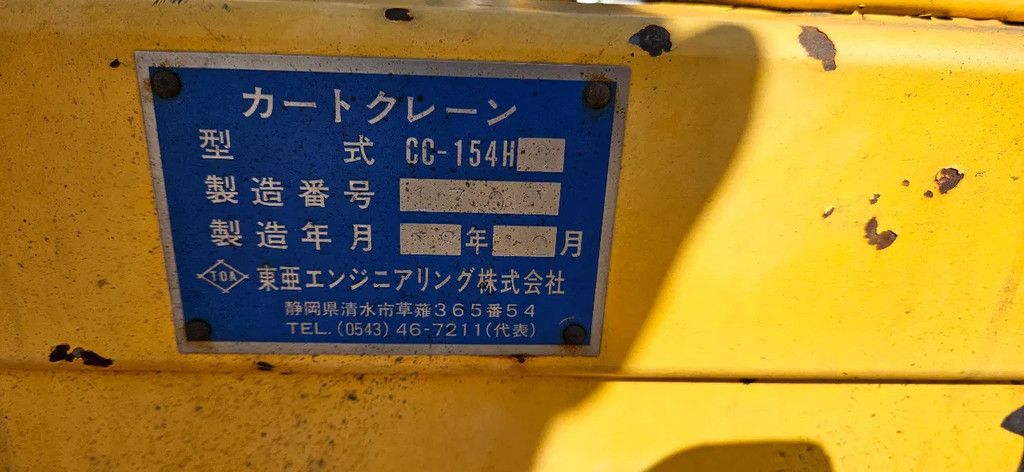 カートクレーン
型式 CC-154H
製造番号
製造年月 年 月
TOA 東亜エンジニアリング株式会社
静岡県清水市草薙365番54
TEL.(0543)46-7211(代表)